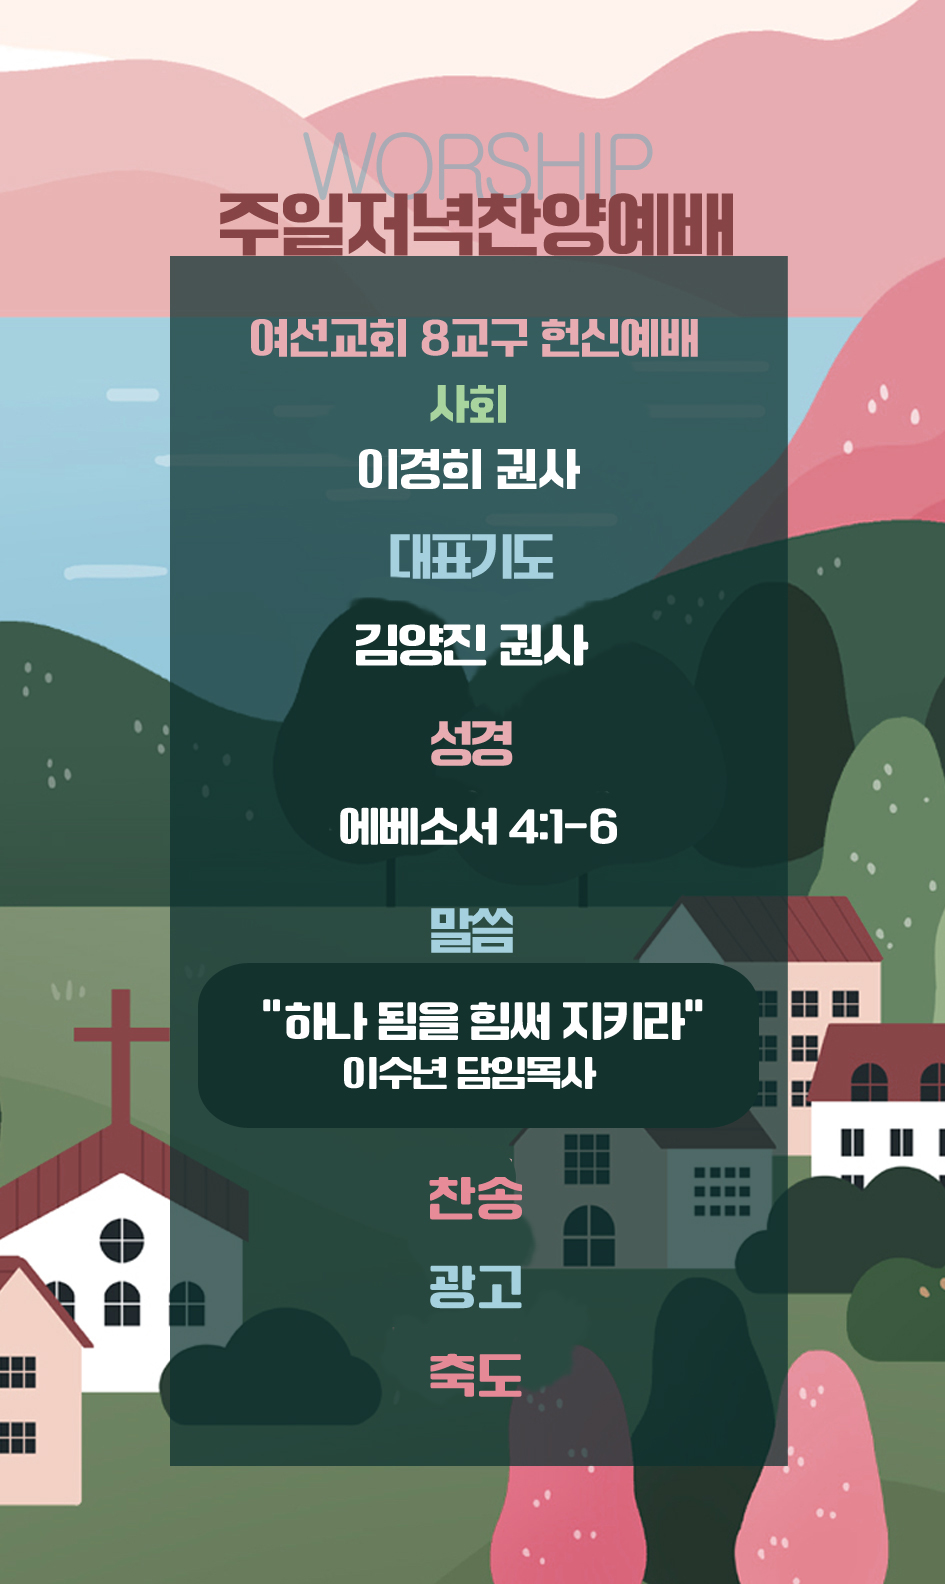 WORSHIP
주일저녁찬양예배
여선교회 8교구 헌신예배
사회
이경희 권사
대표기도
김양진 권사
성경
에베소서 4:1-6
말씀
"하나 됨을 힘써 지키라"
이수년 담임목사
찬송
광고
축도